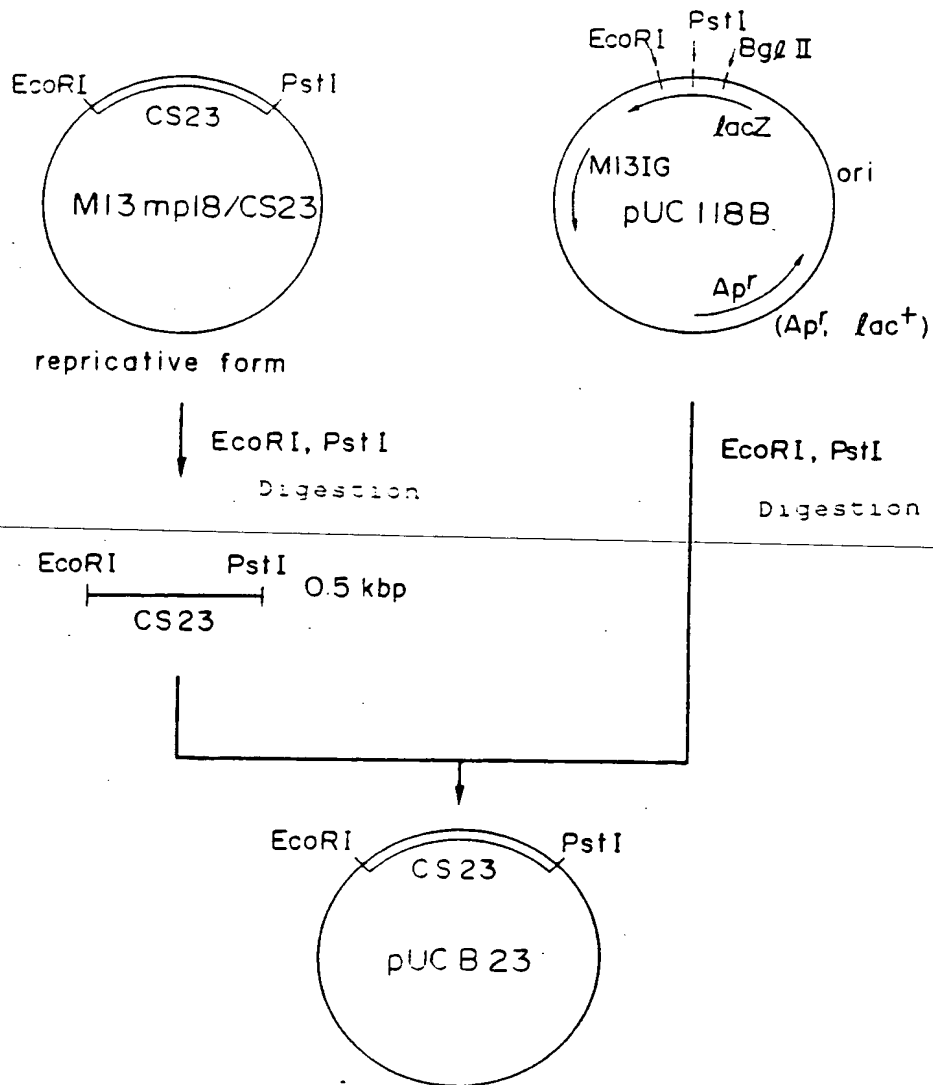 EcoRI
PstI
CS23
M13mp18/CS23
repricative form
EcoRI, PstI
Digestion
EcoRI
PstI
BglII
lacZ
M13IG
ori
pUC118B
Apr
(Apr, lac+)
EcoRI, PstI
Digestion
EcoRI
PstI
0.5 kbp
CS23
EcoRI
PstI
CS23
pUCB23